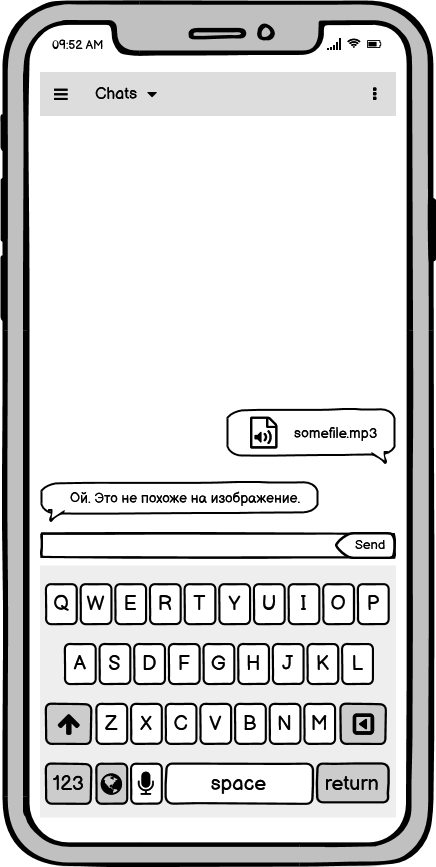 09:52 AM
Chats
somefile.mp3
Ой. Это не похоже на изображение.
Send
Q W E R T Y U I O P
A S D F G H J K L
Z X C V B N M
123 space return